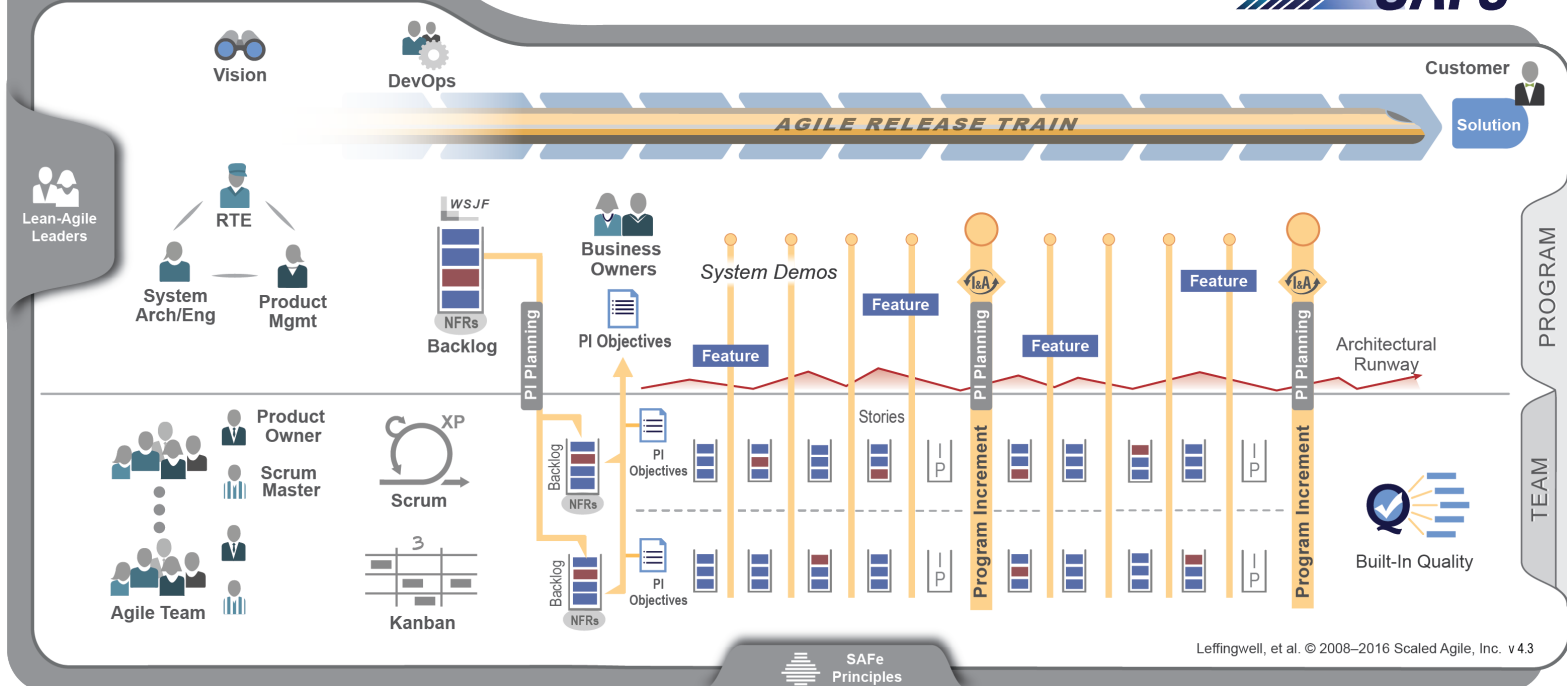 SAFe
Vision
DevOps
Customer
AGILE RELEASE TRAIN
Solution
Lean-Agile
Leaders
RTE
System
Arch/Eng
Product
Mgmt
WSJF
NFRs
Backlog
PI Planning
Business
Owners
PI Objectives
System Demos
Feature
Feature
I&A
PI Planning
Feature
Feature
I&A
PI Planning
Architectural
Runway
PROGRAM
Product
Owner
Scrum
Master
Agile Team
XP
Scrum
3
Kanban
Backlog
NFRs
PI
Objectives
Backlog
NFRs
PI
Objectives
Stories
I
P
I
P
I
P
I
P
Program Increment
Program Increment
Q
Built-In Quality
TEAM
Leffingwell, et al. © 2008–2016 Scaled Agile, Inc. v 4.3
SAFe
Principles